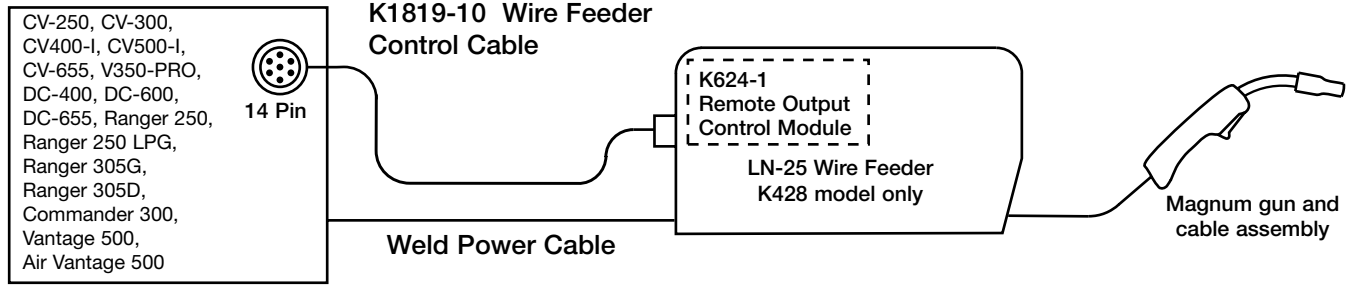 CV-250, CV-300,
CV400-I, CV500-I,
CV-655, V350-PRO,
DC-400, DC-600,
DC-655, Ranger 250,
Ranger 250 LPG,
Ranger 305G,
Ranger 305D,
Commander 300,
Vantage 500,
Air Vantage 500
14 Pin
K1819-10 Wire Feeder
Control Cable
K624-1
Remote Output
Control Module
LN-25 Wire Feeder
K428 model only
Weld Power Cable
Magnum gun and
cable assembly